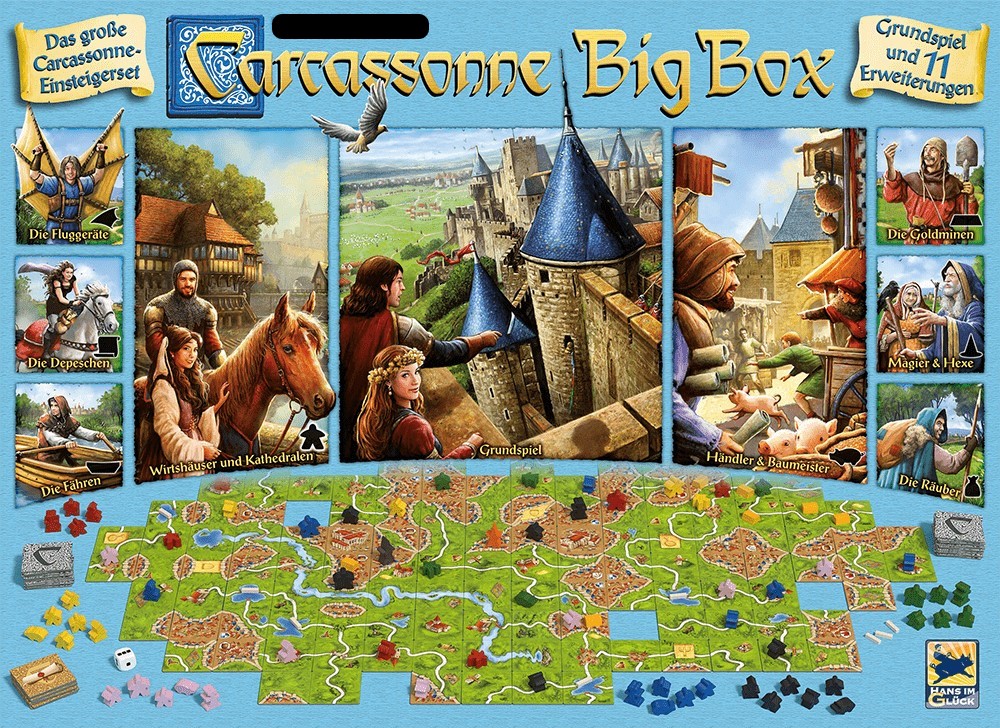 Das große
Carcassonne-
Einsteigerset
Carcassonne Big Box
Grundspiel
und 11
Erweiterungen
Die Fluggeräte
Die Depeschen
Die Fähren
Wirtshäuser und Kathedralen
Grundspiel
Händler & Baumeister
Die Goldminen
Magier & Hexe
Die Räuber
HANS IM
GLÜCK